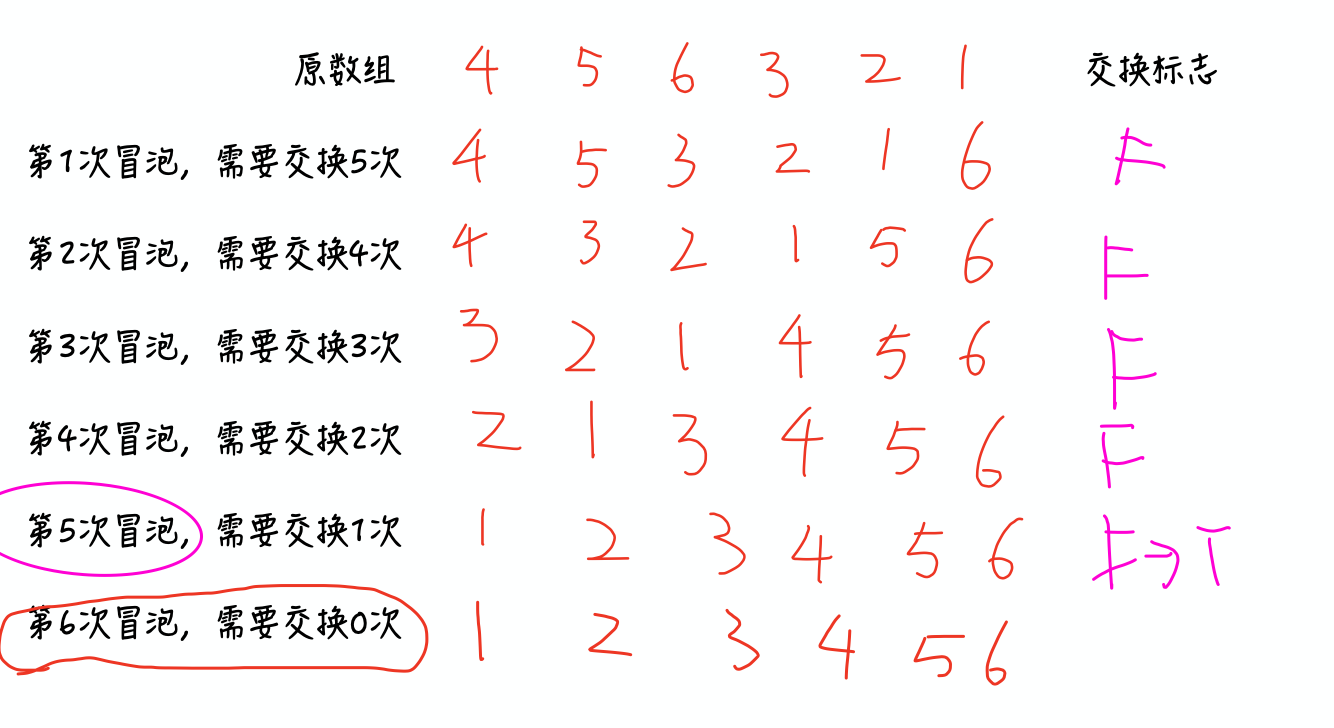 原数组 4 5 6 3 2 1 交换标志
第1次冒泡，需要交换5次 4 5 3 2 1 6 F
第2次冒泡，需要交换4次 4 3 2 1 5 6 F
第3次冒泡，需要交换3次 3 2 1 4 5 6 F
第4次冒泡，需要交换2次 2 1 3 4 5 6 F
第5次冒泡，需要交换1次 1 2 3 4 5 6 F→T
第6次冒泡，需要交换0次 1 2 3 4 5 6